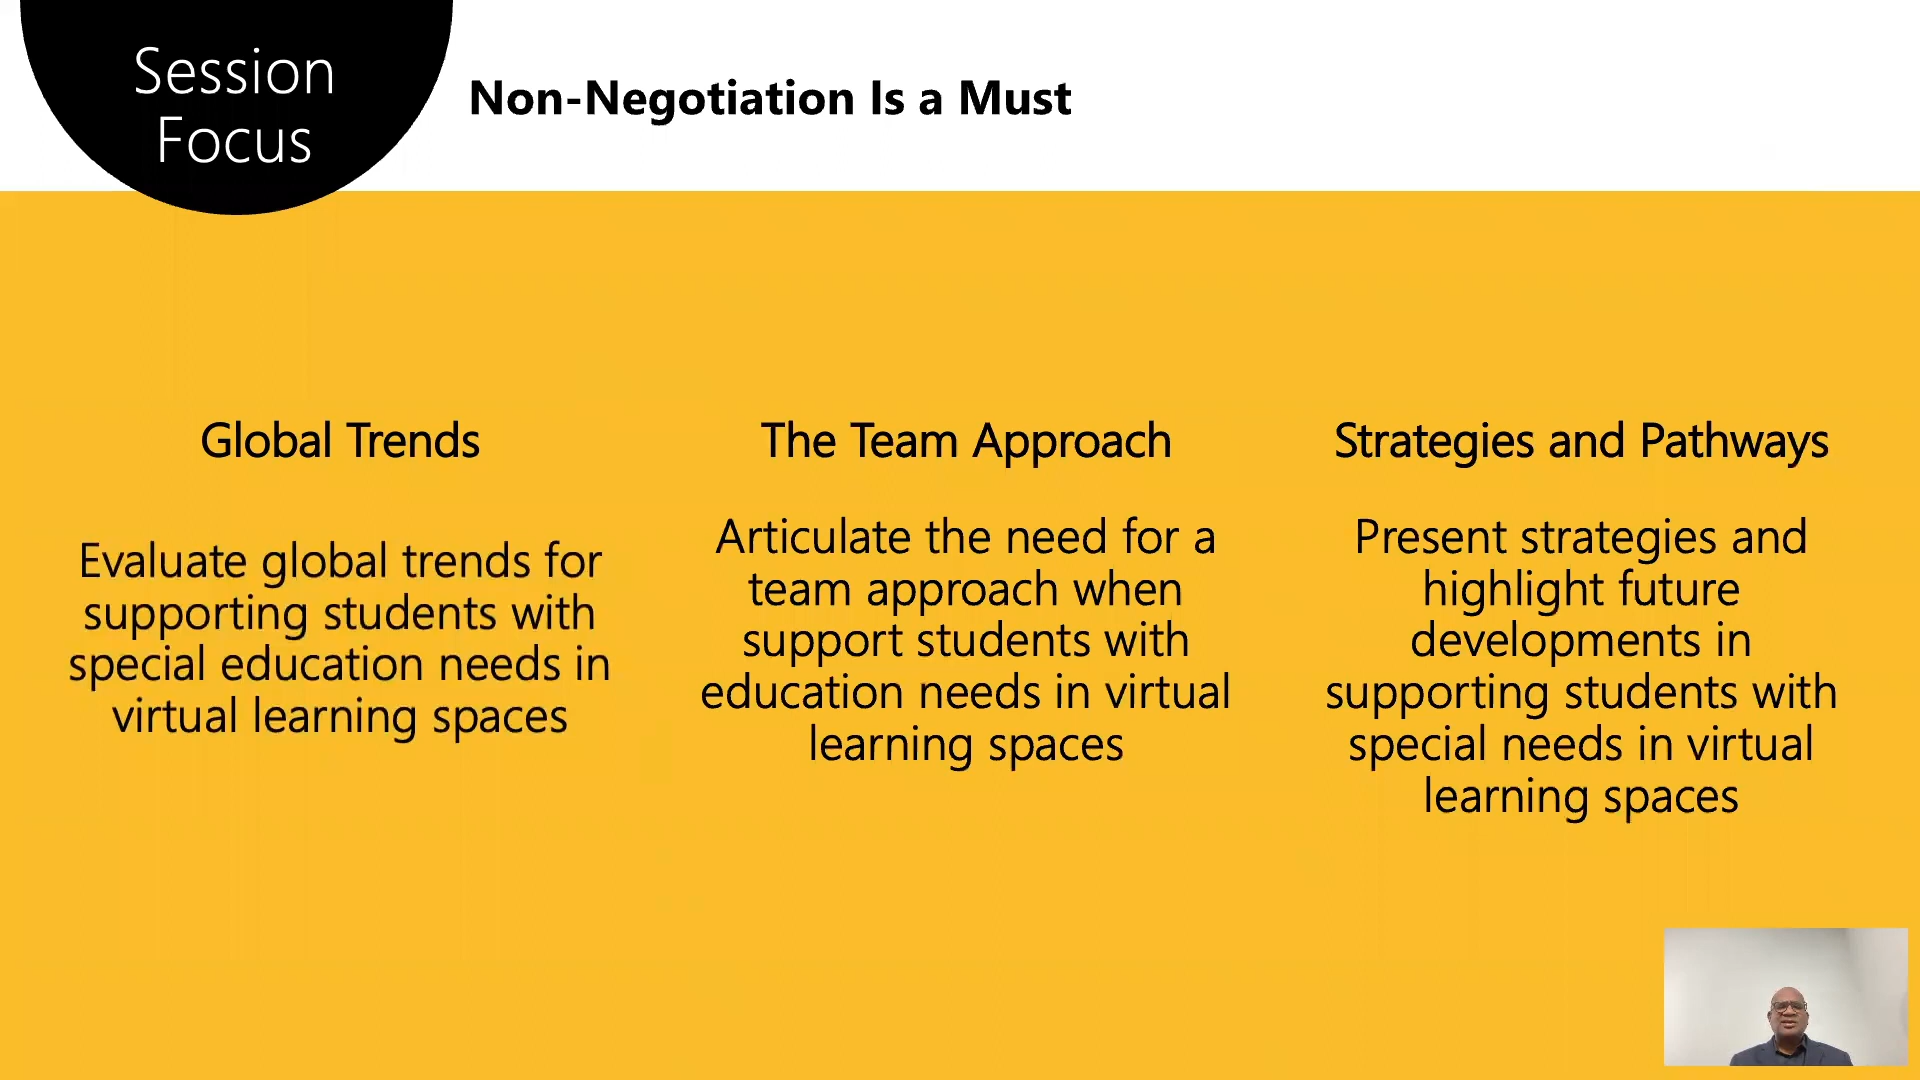 Session
Focus
Non-Negotiation Is a Must
Global Trends
Evaluate global trends for
supporting students with
special education needs in
virtual learning spaces
The Team Approach
Articulate the need for a
team approach when
support students with
education needs in virtual
learning spaces
Strategies and Pathways
Present strategies and
highlight future
developments in
supporting students with
special needs in virtual
learning spaces